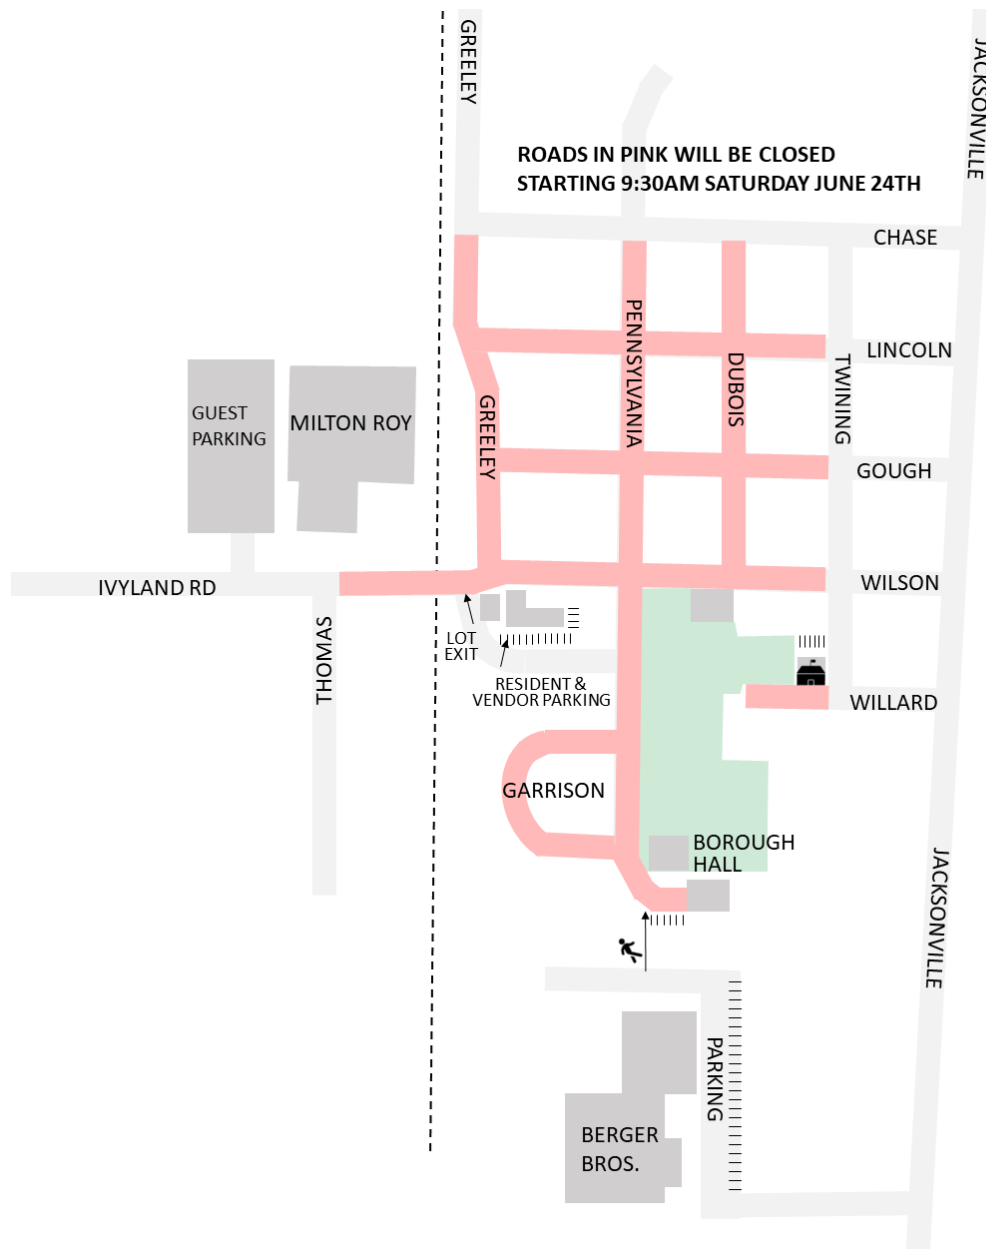 GREELEY
JACKSONVILLE
ROADS IN PINK WILL BE CLOSED
STARTING 9:30AM SATURDAY JUNE 24TH
CHASE
PENNSYLVANIA
LINCOLN
DUBOIS
TWINING
GUEST
PARKING
MILTON ROY
GREELEY
GOUGH
IVYLAND RD
WILSON
THOMAS
LOT
EXIT
RESIDENT &
VENDOR PARKING
WILLARD
GARRISON
BOROUGH
HALL
JACKSONVILLE
PARKING
BERGER
BROS.